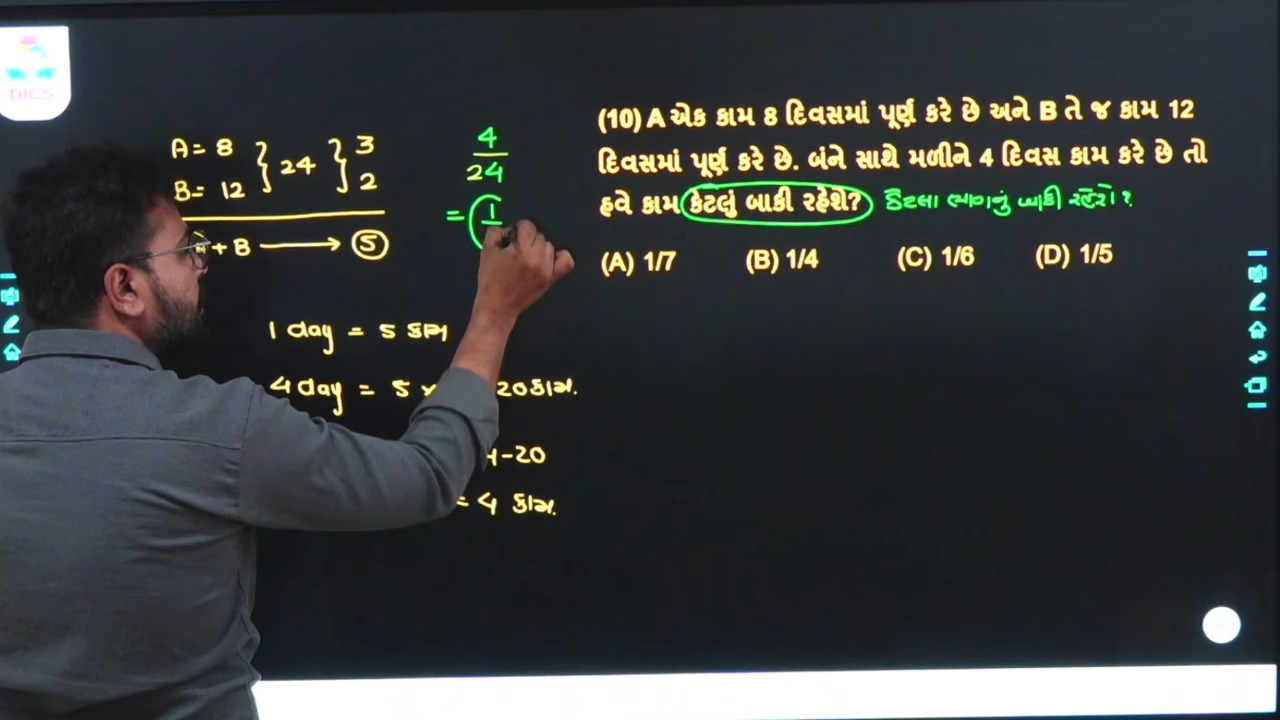 DICS
A = 8 } 24 } 3
B = 12 2
+ B → 5
1 day = 5 કામ
4 day = 5 × 20 કામ.
-20
= 4 કામ.
4
24
= 1
(10) A એક કામ 8 દિવસમાં પૂર્ણ કરે છે અને B તે જ કામ 12
દિવસમાં પૂર્ણ કરે છે. બંને સાથે મળીને 4 દિવસ કામ કરે છે તો
હવે કામ કેટલું બાકી રહેશે? કેટલા ભાગનું બાકી રહેશે?
(A) 1/7 (B) 1/4 (C) 1/6 (D) 1/5